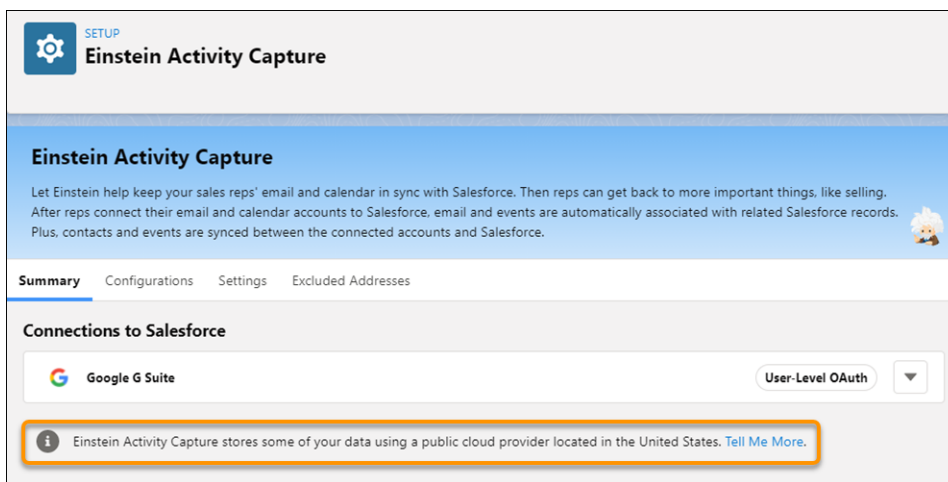 SETUP
Einstein Activity Capture
Einstein Activity Capture
Let Einstein help keep your sales reps' email and calendar in sync with Salesforce. Then reps can get back to more important things, like selling.
After reps connect their email and calendar accounts to Salesforce, email and events are automatically associated with related Salesforce records.
Plus, contacts and events are synced between the connected accounts and Salesforce.
Summary Configurations Settings Excluded Addresses
Connections to Salesforce
Google G Suite User-Level OAuth
Einstein Activity Capture stores some of your data using a public cloud provider located in the United States. Tell Me More.